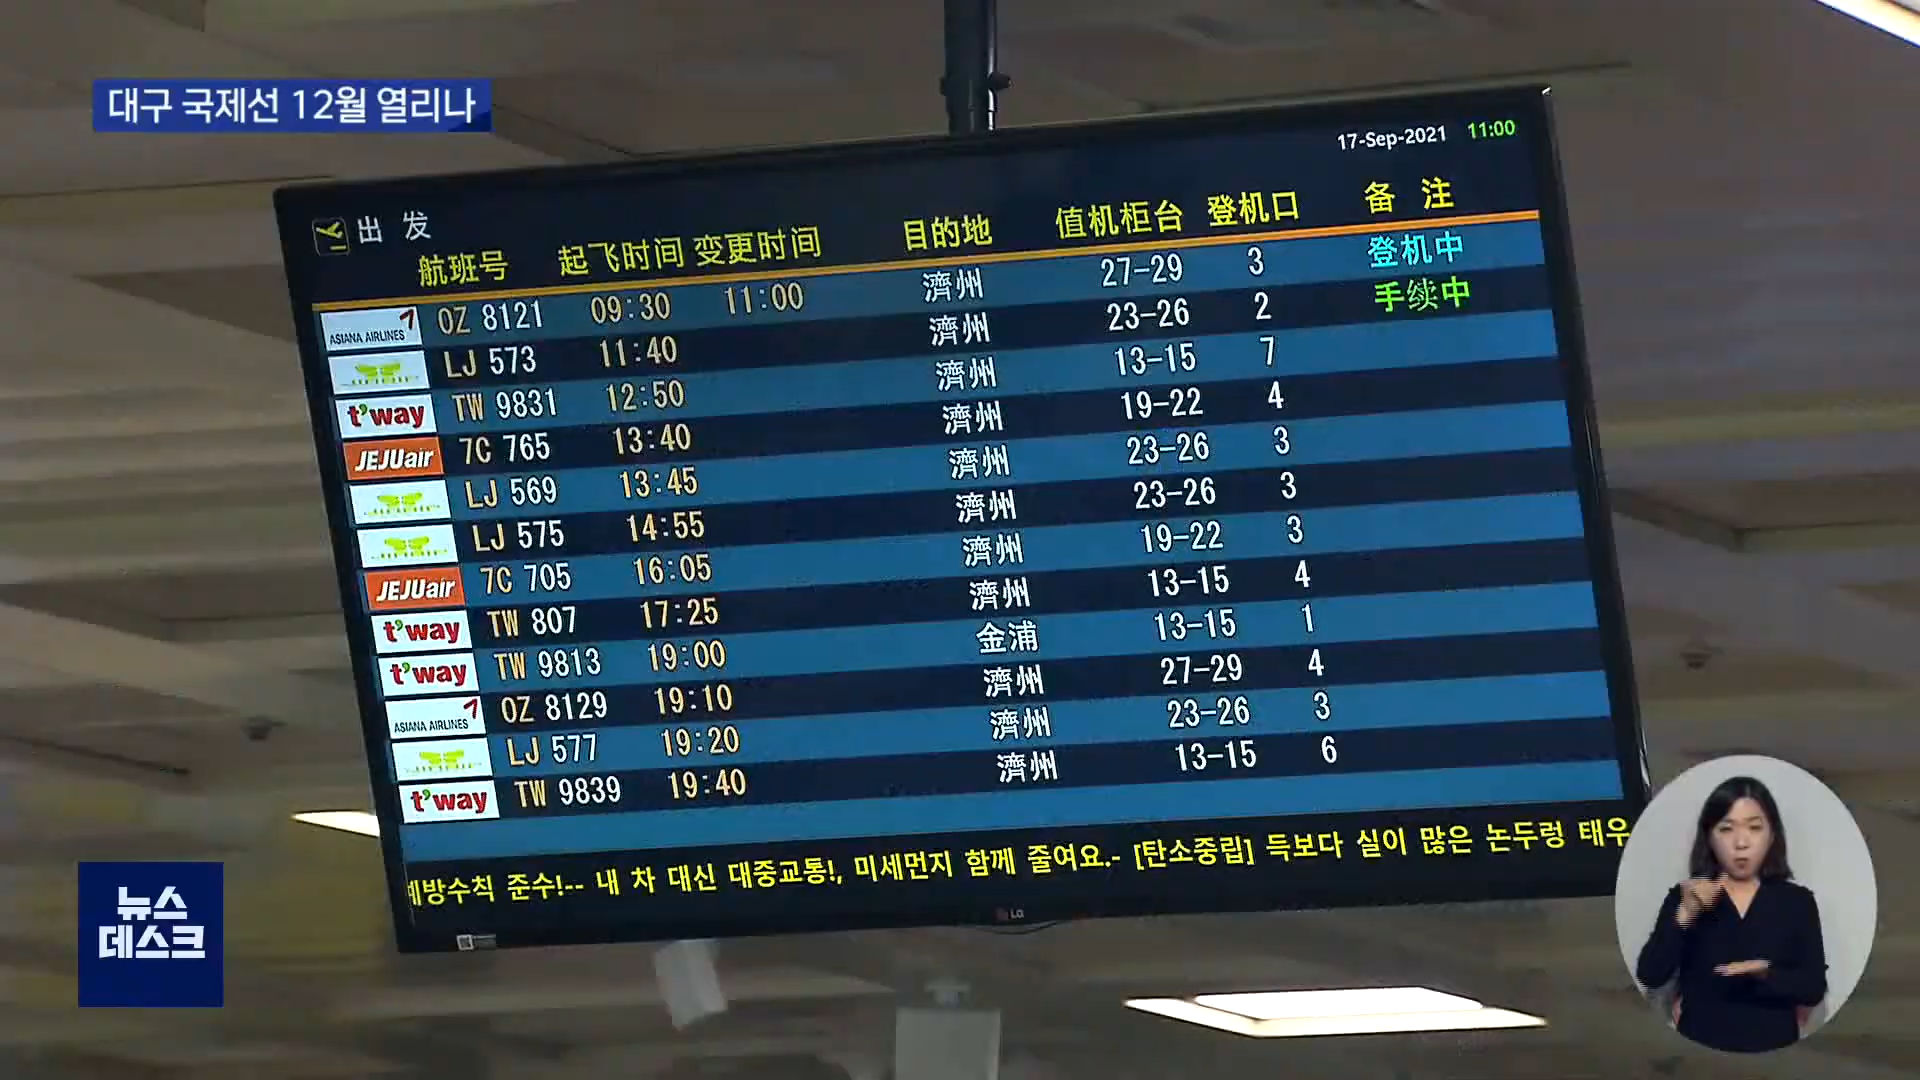 대구 국제선 12월 열리나
17-Sep-2021 11:00
出 发
航班号 起飞时间 变更时间 目的地 值机柜台 登机口 备 注
ASIANA AIRLINES OZ 8121 09:30 11:00 濟州 27-29 3 登机中
LJ 573 11:40 濟州 23-26 2 手续中
t'way TW 9831 12:50 濟州 13-15 7
JEJUair 7C 765 13:40 濟州 19-22 4
LJ 569 13:45 濟州 23-26 3
LJ 575 14:55 濟州 23-26 3
JEJUair 7C 705 16:05 濟州 19-22 3
t'way TW 807 17:25 濟州 13-15 4
t'way TW 9813 19:00 金浦 13-15 1
ASIANA AIRLINES OZ 8129 19:10 濟州 27-29 4
LJ 577 19:20 濟州 23-26 3
t'way TW 9839 19:40 濟州 13-15 6
방수칙 준수!-- 내 차 대신 대중교통!, 미세먼지 함께 줄여요.- [탄소중립] 득보다 실이 많은 논두렁 태우
LG
뉴스
데스크